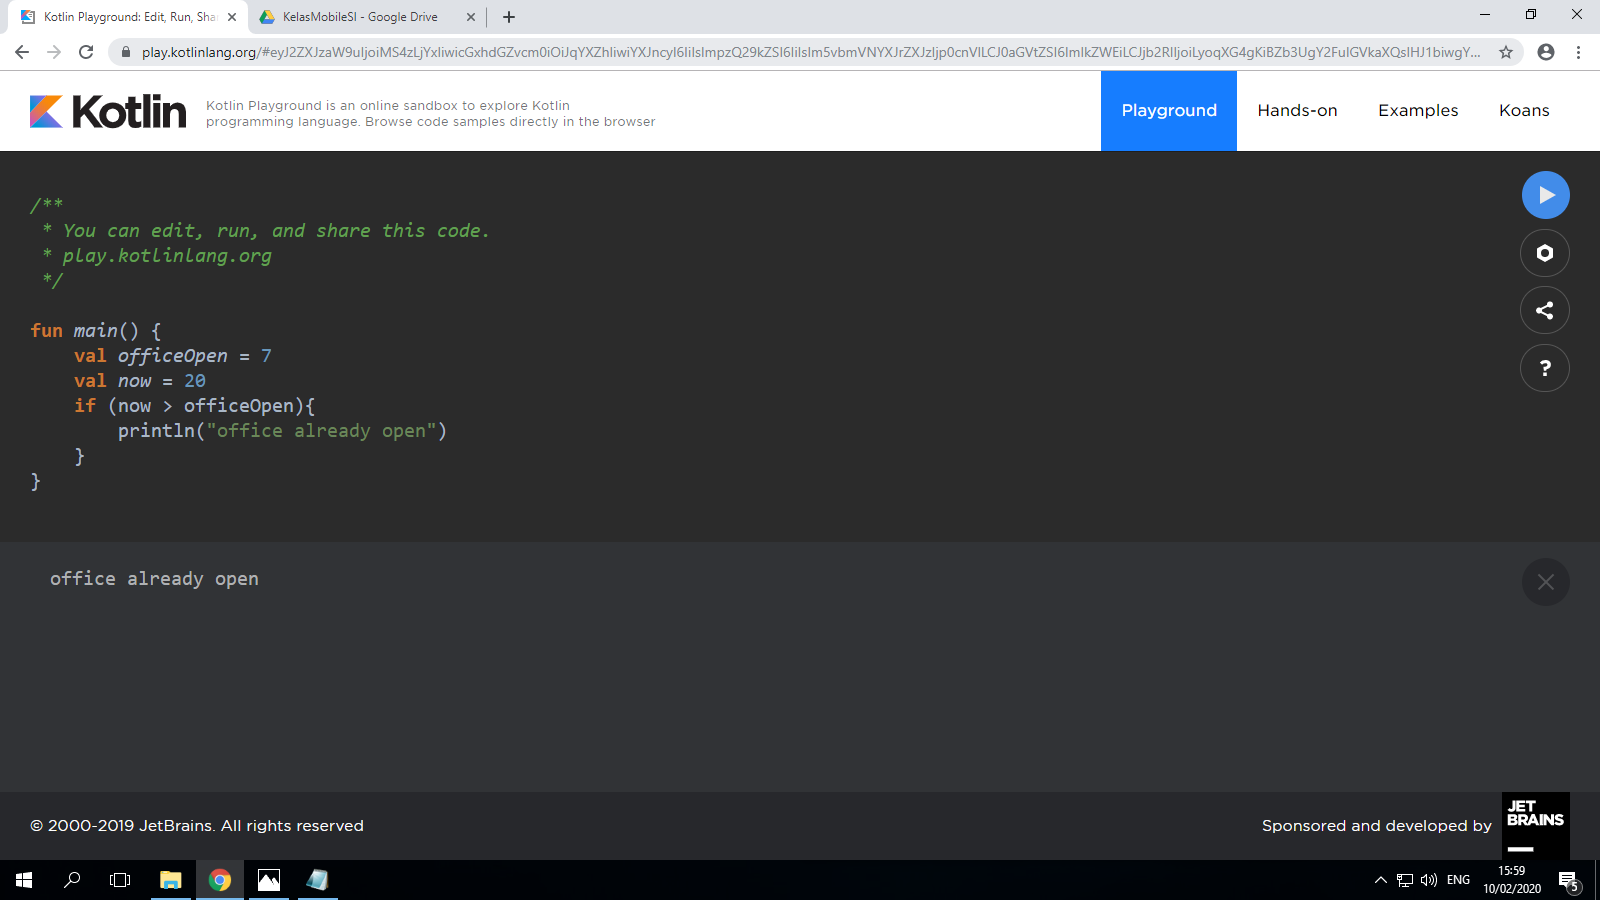 Kotlin Playground: Edit, Run, Sha
KelasMobileSI - Google Drive
Kotlin
Kotlin Playground is an online sandbox to explore Kotlin
programming language. Browse code samples directly in the browser
Playground
Hands-on
Examples
Koans
/**
* You can edit, run, and share this code.
* play.kotlinlang.org
*/
fun main() {
val officeOpen = 7
val now = 20
if (now > officeOpen){
println("office already open")
}
}
?
office already open
© 2000-2019 JetBrains. All rights reserved
Sponsored and developed by
JET
BRAINS
ENG
15:59
10/02/2020
5